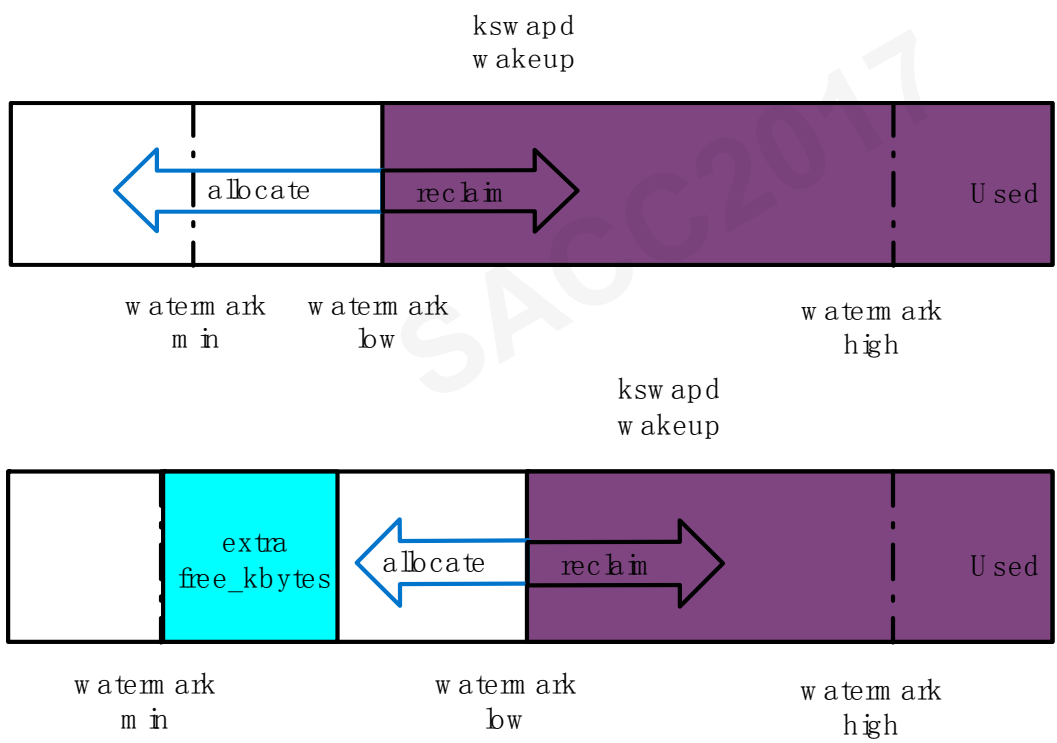 kswapd
wakeup
allocate
reclaim
Used
watermark
min
watermark
low
watermark
high
SACC2017
kswapd
wakeup
extra
free_kbytes
allocate
reclaim
Used
watermark
min
watermark
low
watermark
high